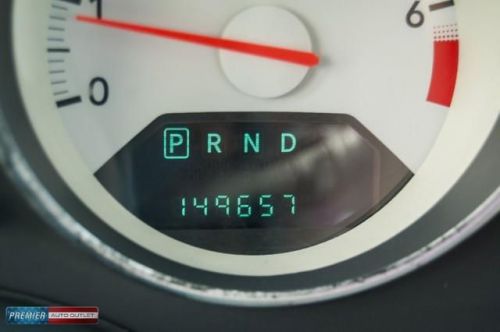 1
6
0
P R N D
149657
PREMIER AUTO OUTLET